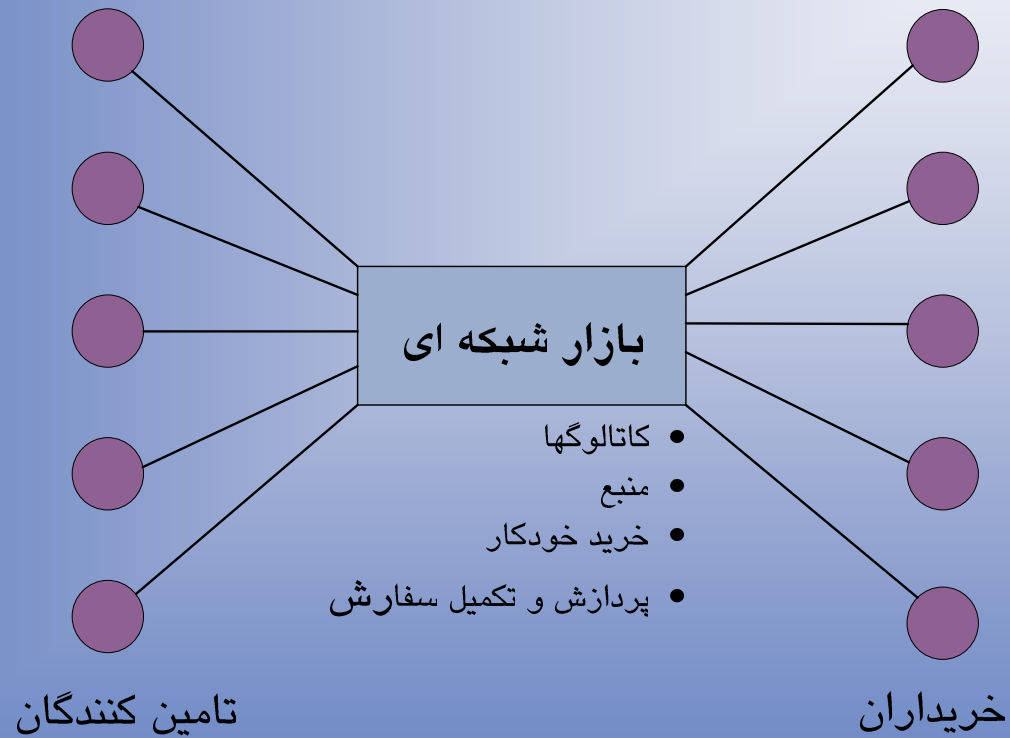 بازار شبکه ای
• کاتالوگها
• منبع
• خرید خودکار
• پردازش و تکمیل سفارش
خریداران
تامین کنندگان